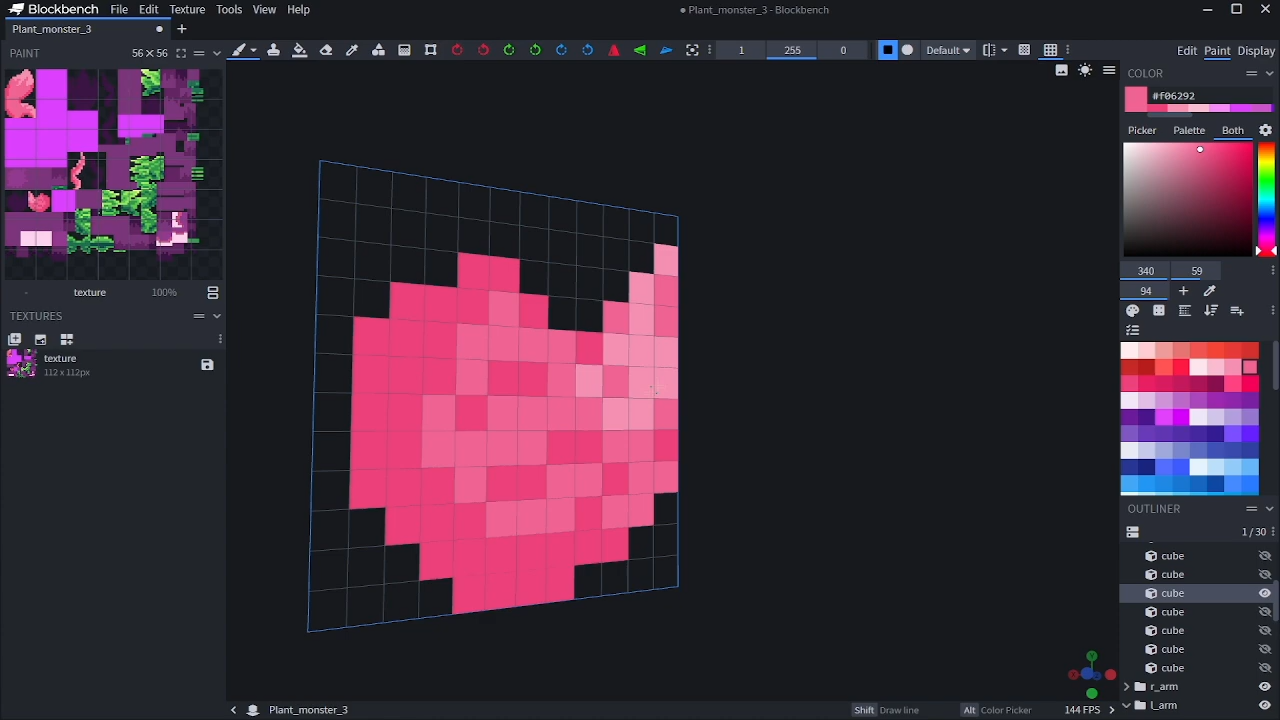 Blockbench File Edit Texture Tools View Help
Plant_monster_3 - Blockbench
Plant_monster_3
PAINT 56 × 56
1 255 0 Default
Edit Paint Display
COLOR
#f06292
Picker Palette Both
340 59
94
- texture 100%
TEXTURES
texture
112 x 112px
OUTLINER
1/30
cube
cube
cube
cube
cube
cube
cube
r_arm
l_arm
Plant_monster_3
Shift Draw line Alt Color Picker 144 FPS